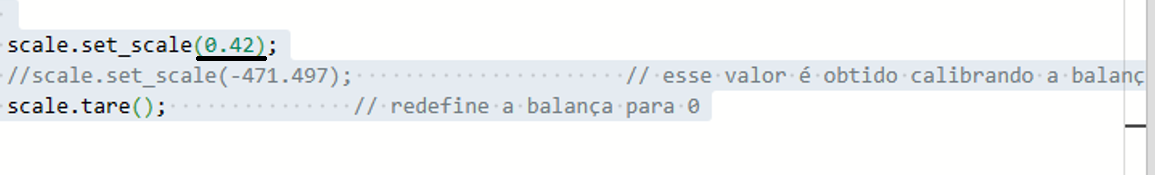 scale.set_scale(0.42);
//scale.set_scale(-471.497); // esse valor é obtido calibrando a balanç
scale.tare(); // redefine a balança para 0